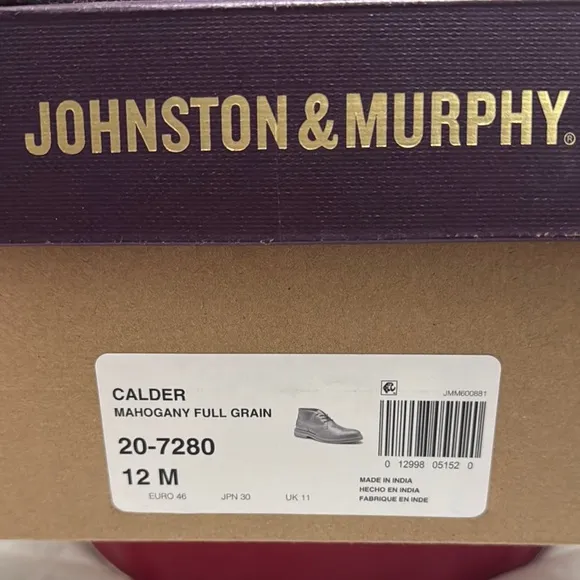 JOHNSTON & MURPHY®
CALDER
MAHOGANY FULL GRAIN
20-7280
12 M
EURO 46 JPN 30 UK 11
JMM600881
0 12998 05152 0
MADE IN INDIA
HECHO EN INDIA
FABRIQUE EN INDE